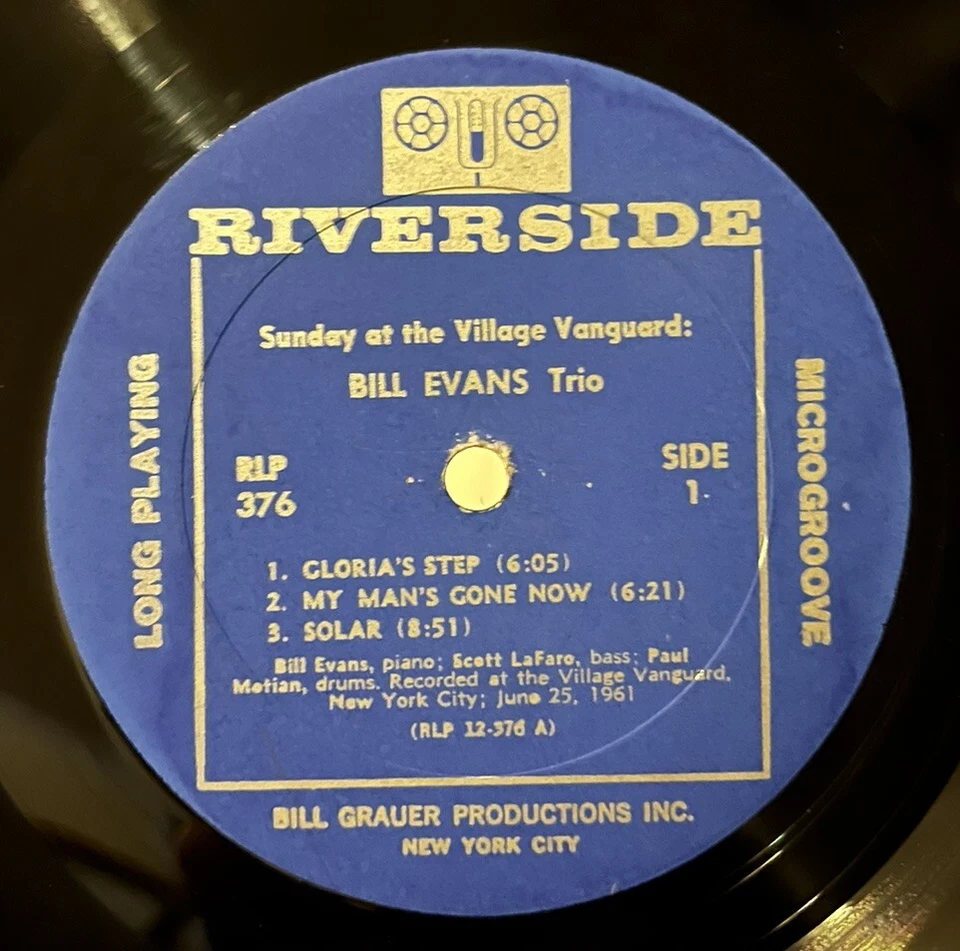 RIVERSIDE
Sunday at the Village Vanguard:
BILL EVANS Trio
LONG PLAYING
RLP
376
SIDE
1
MICROGROOVE
1. GLORIA'S STEP (6:05)
2. MY MAN'S GONE NOW (6:21)
3. SOLAR (8:51)
Bill Evans, piano; Scott LaFaro, bass; Paul
Motian, drums. Recorded at the Village Vanguard,
New York City; June 25, 1961
(RLP 12-376 A)
BILL GRAUER PRODUCTIONS INC.
NEW YORK CITY